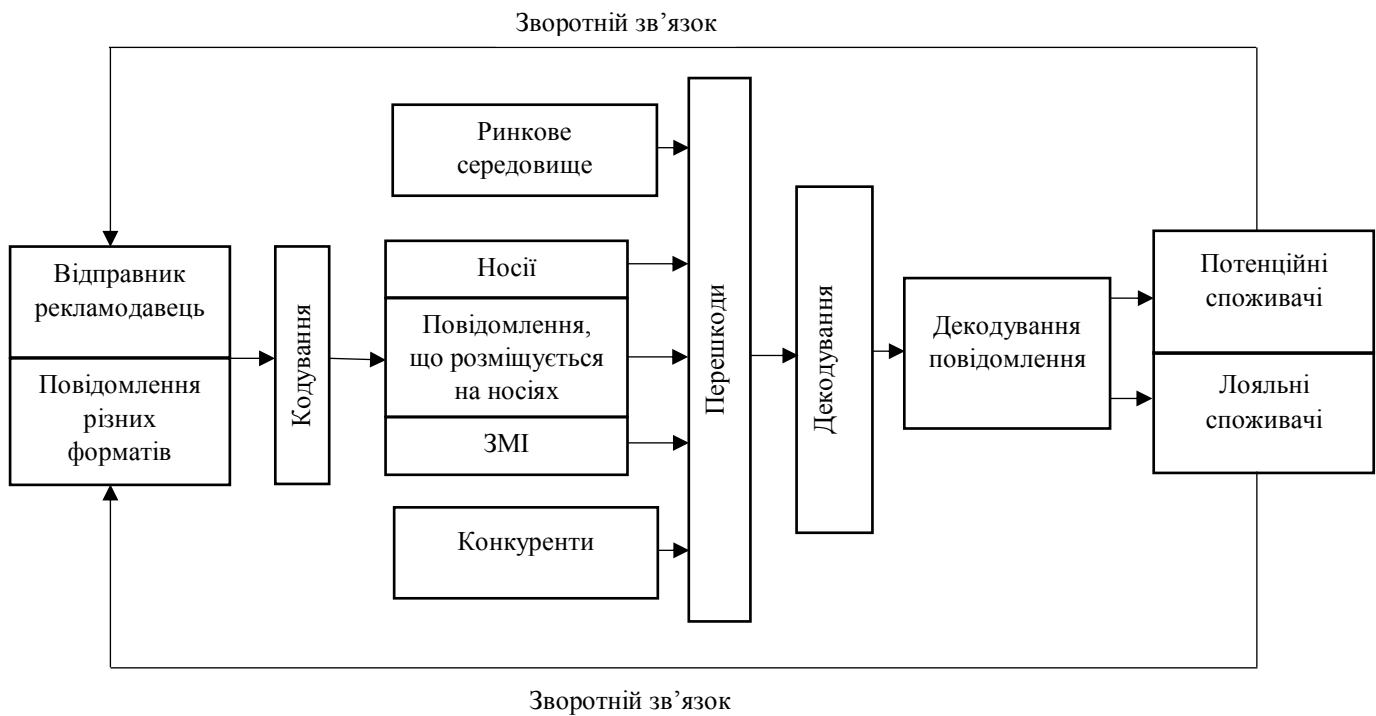 Зворотній зв’язок
Ринкове
середовище
Відправник
рекламодавець
Повідомлення
різних
форматів
Кодування
Носії
Повідомлення,
що розміщується
на носіях
ЗМІ
Конкуренти
Перешкоди
Декодування
Декодування
повідомлення
Потенційні
споживачі
Лояльні
споживачі
Зворотній зв’язок